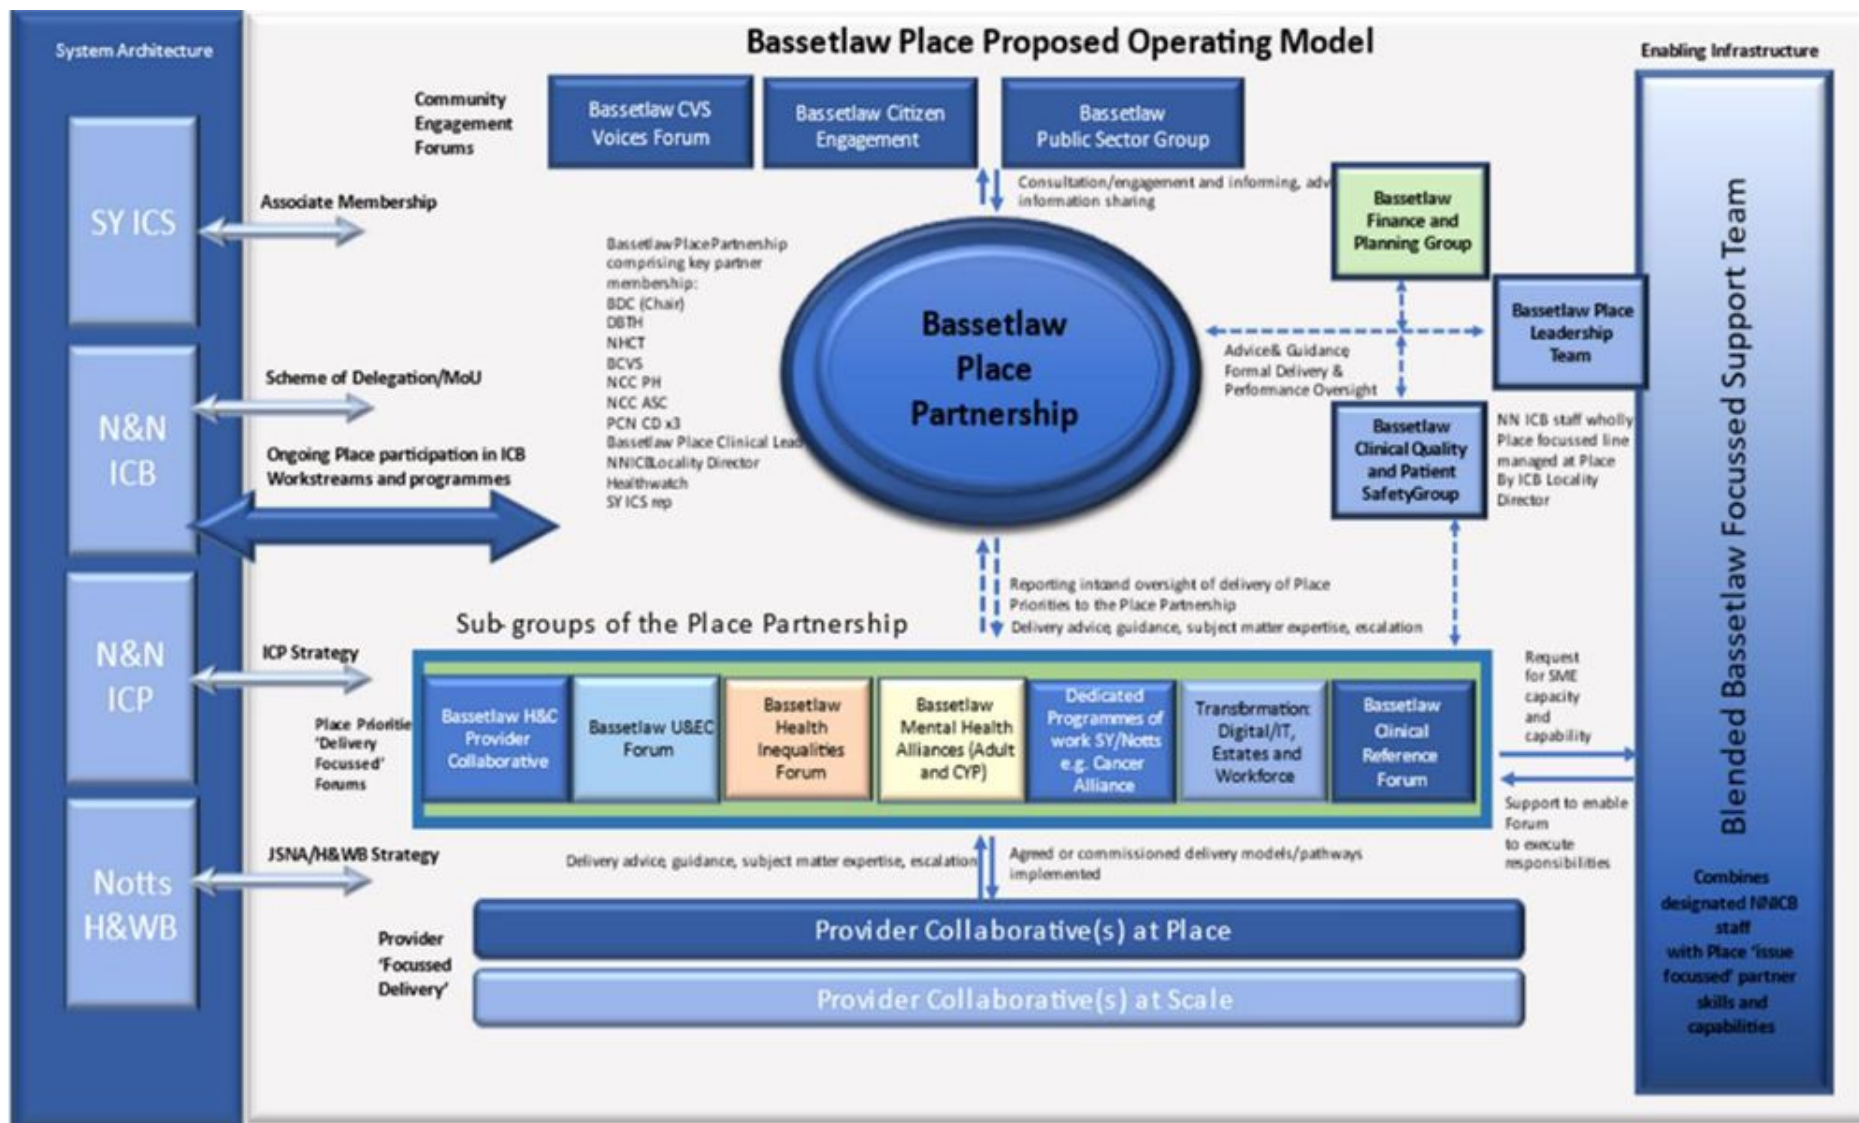 System Architecture
Bassetlaw Place Proposed Operating Model
Enabling Infrastructure
Community
Engagement
Forums
Bassetlaw CVS
Voices Forum
Bassetlaw Citizen
Engagement
Bassetlaw
Public Sector Group
Consultation/engagement and informing, adv
information sharing
SY ICS
Associate Membership
N&N
ICB
Scheme of Delegation/MoU
Ongoing Place participation in ICB
Workstreams and programmes
N&N
ICP
ICP Strategy
Notts
H&WB
JSNA/H&WB Strategy
Bassetlaw Place Partnership
comprising key partner
membership:
BDC (Chair)
DBTH
NHCT
BCVS
NCC PH
NCC ASC
PCN CD x3
Bassetlaw Place Clinical Lead
NNICB Locality Director
Healthwatch
SY ICS rep
Bassetlaw
Place
Partnership
Bassetlaw
Finance and
Planning Group
Bassetlaw Place
Leadership
Team
Advice & Guidance
Formal Delivery &
Performance Oversight
Bassetlaw
Clinical Quality
and Patient
SafetyGroup
NN ICB staff wholly
Place focussed line
managed at Place
By ICB Locality
Director
Reporting into and oversight of delivery of Place
Priorities to the Place Partnership
Delivery advice, guidance, subject matter expertise, escalation
Sub-groups of the Place Partnership
Place Prioritie
'Delivery
Focussed'
Forums
Bassetlaw H&C
Provider
Collaborative
Bassetlaw U&EC
Forum
Bassetlaw
Health
Inequalities
Forum
Bassetlaw
Mental Health
Alliances (Adult
and CYP)
Dedicated
Programmes of
work SY/Notts
e.g. Cancer
Alliance
Transformation:
Digital/IT,
Estates and
Workforce
Bassetlaw
Clinical
Reference
Forum
Request
for SME
capacity
and
capability
Support to enable
Forum
to execute
responsibilities
Delivery advice, guidance, subject matter expertise, escalation
Agreed or commissioned delivery models/pathways
implemented
Provider
'Focussed
Delivery'
Provider Collaborative(s) at Place
Provider Collaborative(s) at Scale
Blended Bassetlaw Focussed Support Team
Combines
designated NNICB
staff
with Place 'issue
focussed' partner
skills and
capabilities